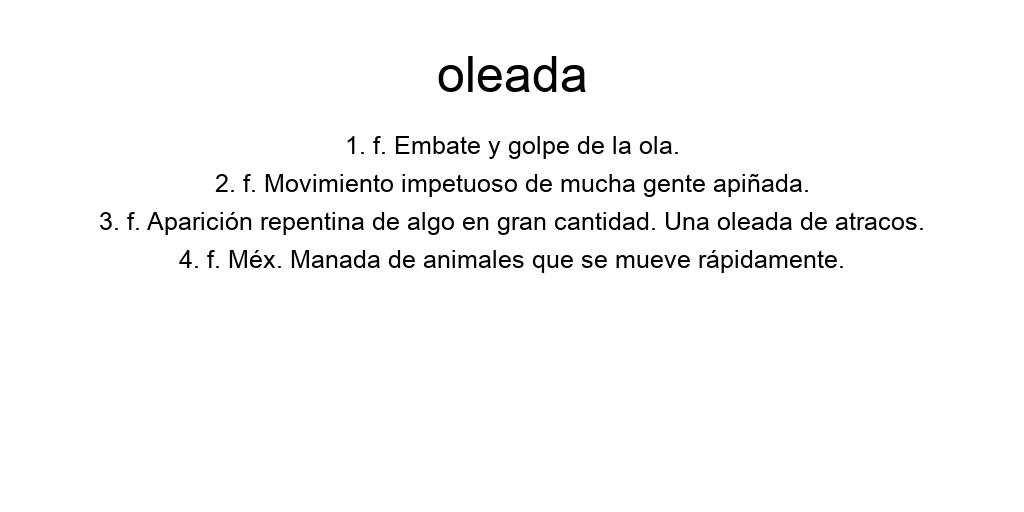 oleada
1. f. Embate y golpe de la ola.
2. f. Movimiento impetuoso de mucha gente apiñada.
3. f. Aparición repentina de algo en gran cantidad. Una oleada de atracos.
4. f. Méx. Manada de animales que se mueve rápidamente.